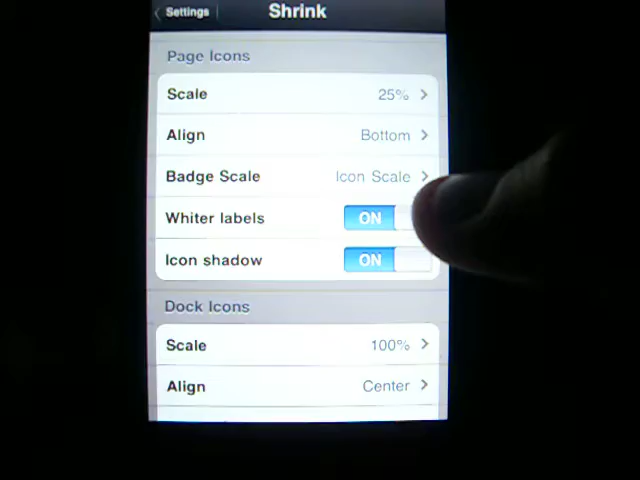 Settings
Shrink
Page Icons
Scale 25%
Align Bottom
Badge Scale Icon Scale
Whiter labels ON
Icon shadow ON
Dock Icons
Scale 100%
Align Center